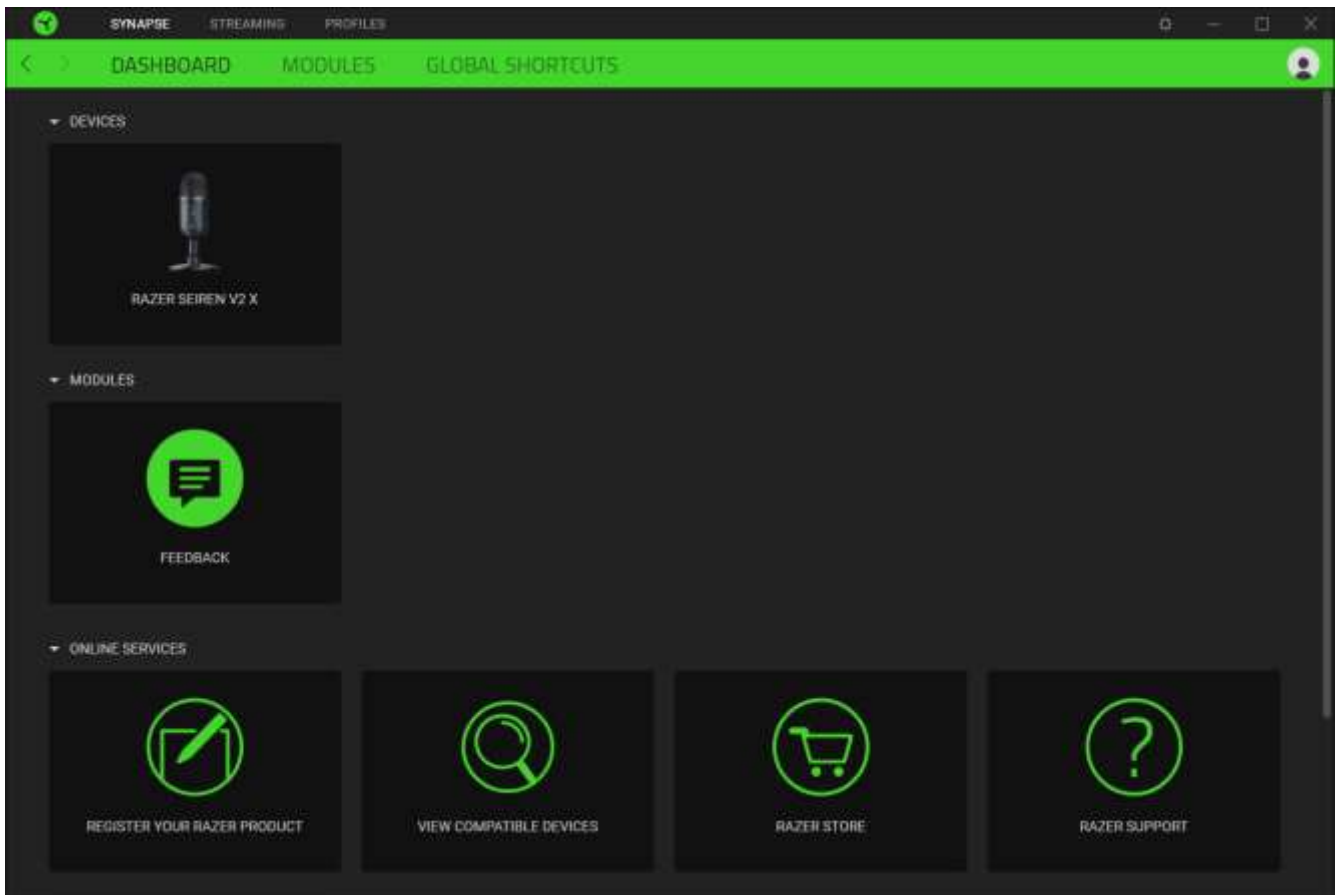 SYNAPSE STREAMING PROFILES
DASHBOARD MODULES GLOBAL SHORTCUTS
DEVICES
RAZER SEIREN V2 X
MODULES
FEEDBACK
ONLINE SERVICES
REGISTER YOUR RAZER PRODUCT
VIEW COMPATIBLE DEVICES
RAZER STORE
RAZER SUPPORT